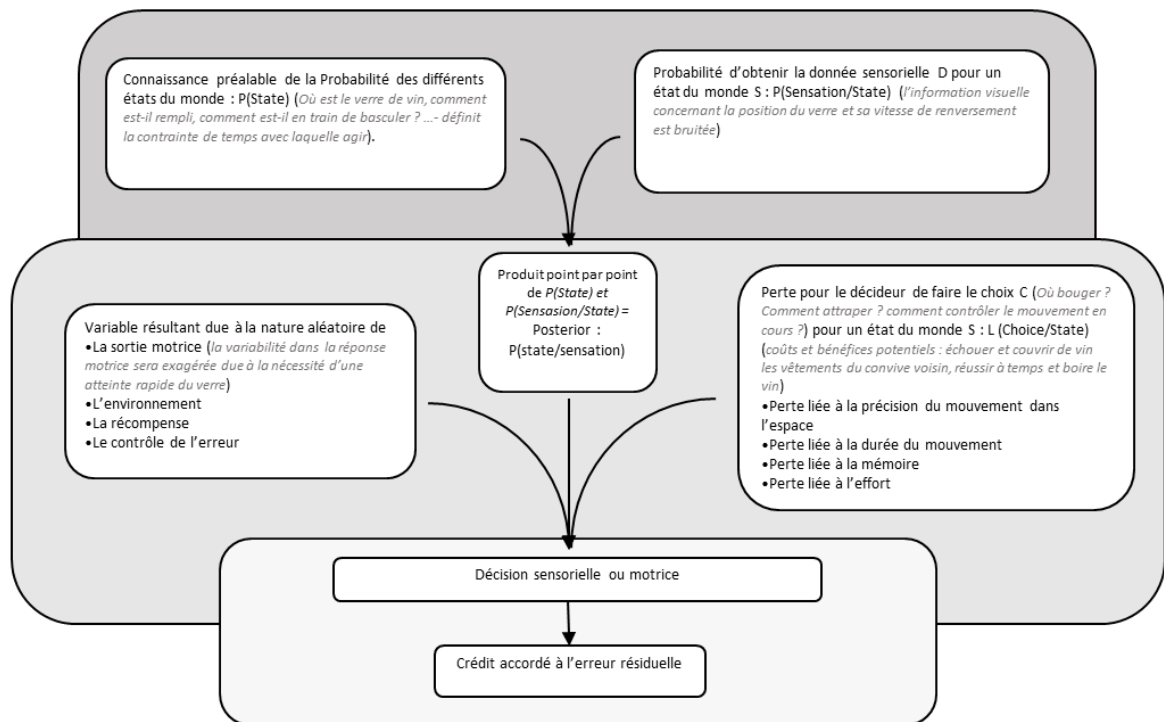 Connaissance préalable de la Probabilité des différents
états du monde : P(State) (Où est le verre de vin, comment
est-il rempli, comment est-il en train de basculer ? ...- définit
la contrainte de temps avec laquelle agir).
Probabilité d'obtenir la donnée sensorielle D pour un
état du monde S : P(Sensation/State) (l'information visuelle
concernant la position du verre et sa vitesse de renversement
est bruitée)
Produit point par point
de P(State) et
P(Sensasion/State) =
Posterior :
P(state/sensation)
Variable résultant due à la nature aléatoire de
•La sortie motrice (la variabilité dans la réponse
motrice sera exagérée due à la nécessité d'une
atteinte rapide du verre)
•L'environnement
•La récompense
•Le contrôle de l'erreur
Perte pour le décideur de faire le choix C (Où bouger ?
Comment attraper ? comment contrôler le mouvement en
cours ?) pour un état du monde S : L (Choice/State)
(coûts et bénéfices potentiels : échouer et couvrir de vin
les vêtements du convive voisin, réussir à temps et boire le
vin)
•Perte liée à la précision du mouvement dans
l'espace
•Perte liée à la durée du mouvement
•Perte liée à la mémoire
•Perte liée à l'effort
Décision sensorielle ou motrice
Crédit accordé à l'erreur résiduelle